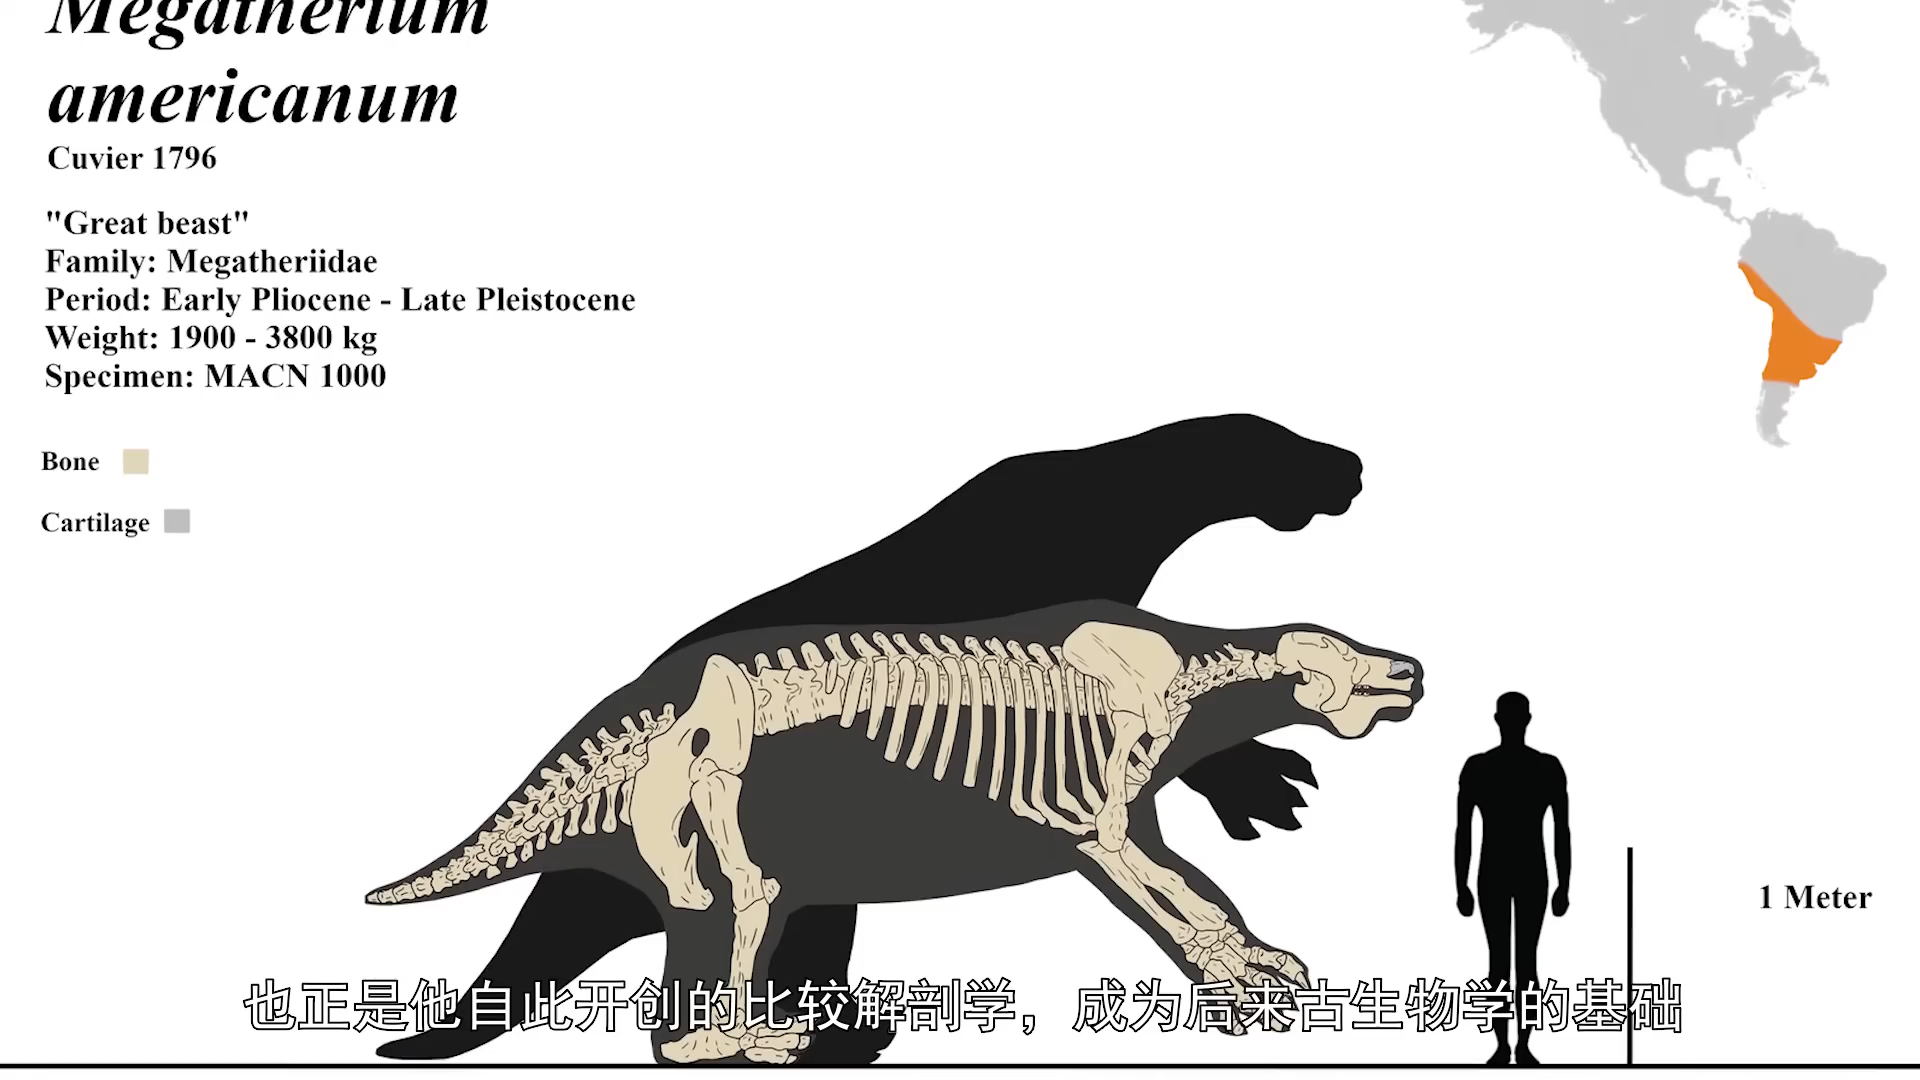 Megatherium
americanum
Cuvier 1796
"Great beast"
Family: Megatheriidae
Period: Early Pliocene - Late Pleistocene
Weight: 1900 - 3800 kg
Specimen: MACN 1000
Bone
Cartilage
1 Meter
也正是他自此开创的比较解剖学，成为后来古生物学的基础